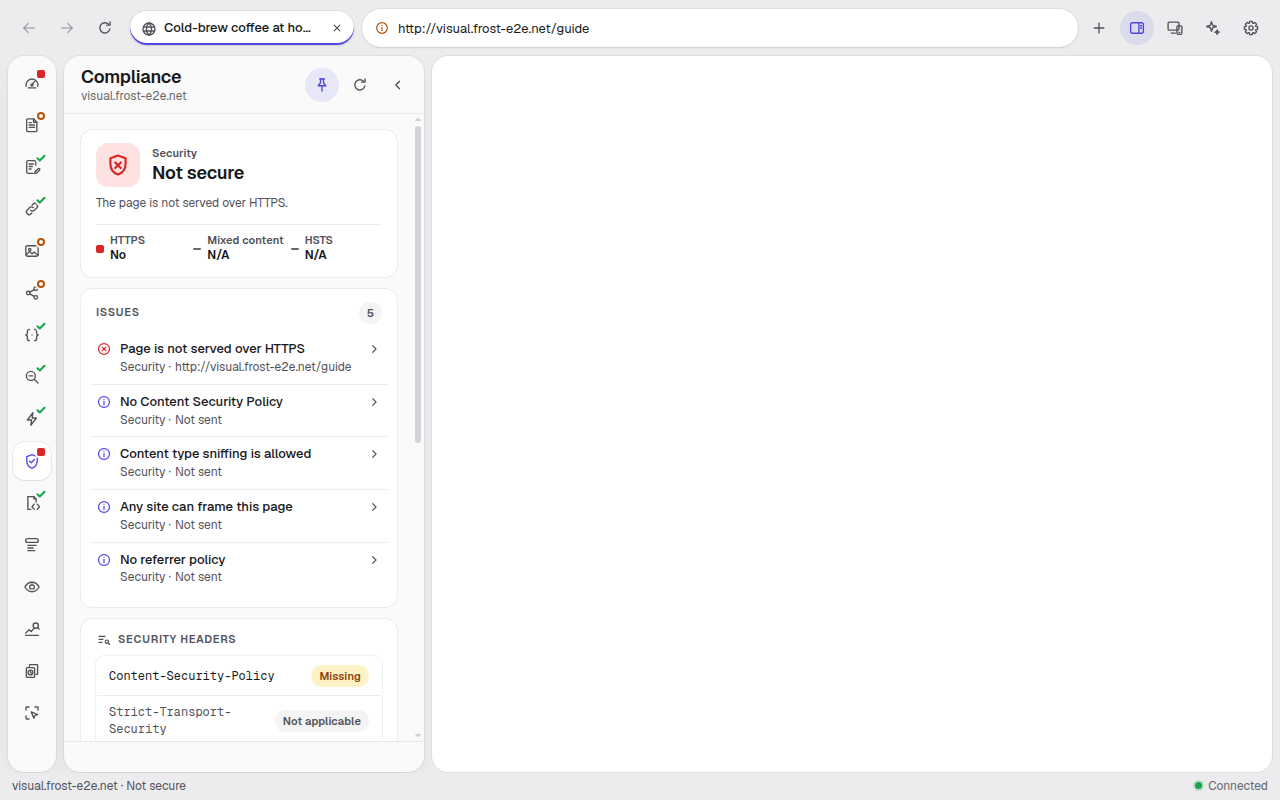 Cold-brew coffee at ho...
http://visual.frost-e2e.net/guide
Compliance
visual.frost-e2e.net
Security
Not secure
The page is not served over HTTPS.
HTTPS
No
Mixed content
N/A
HSTS
N/A
ISSUES
5
Page is not served over HTTPS
Security · http://visual.frost-e2e.net/guide
No Content Security Policy
Security · Not sent
Content type sniffing is allowed
Security · Not sent
Any site can frame this page
Security · Not sent
No referrer policy
Security · Not sent
SECURITY HEADERS
Content-Security-Policy
Missing
Strict-Transport-
Security
Not applicable
visual.frost-e2e.net · Not secure
Connected